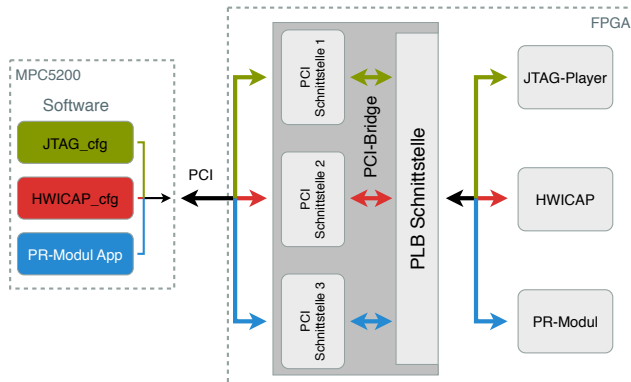 FPGA
MPC5200
Software
JTAG_cfg
HWICAP_cfg
PR-Modul App
PCI
PCI
Schnittstelle 1
PCI
Schnittstelle 2
PCI
Schnittstelle 3
PCI-Bridge
PLB Schnittstelle
JTAG-Player
HWICAP
PR-Modul